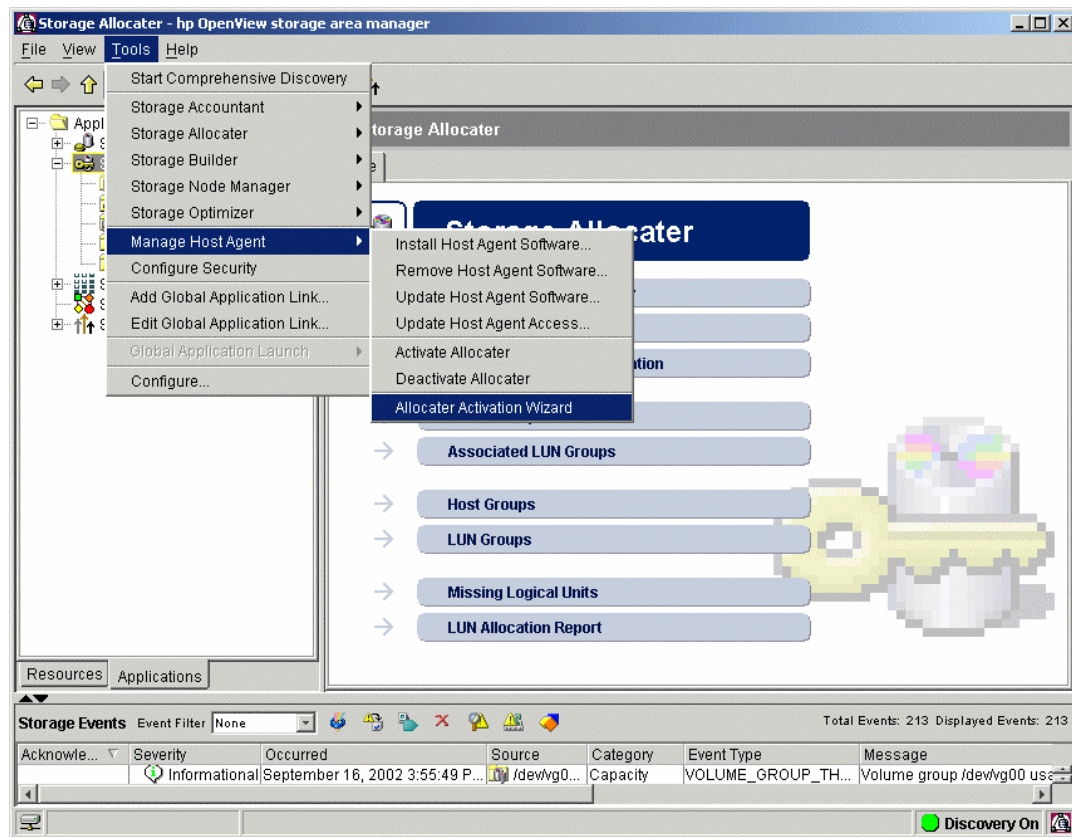 Storage Allocater - hp OpenView storage area manager
File View Tools Help
Start Comprehensive Discovery
Storage Accountant
Storage Allocater
Storage Builder
Storage Node Manager
Storage Optimizer
Manage Host Agent
Configure Security
Add Global Application Link...
Edit Global Application Link...
Global Application Launch
Configure...
Install Host Agent Software...
Remove Host Agent Software...
Update Host Agent Software...
Update Host Agent Access...
Activate Allocater
Deactivate Allocater
Allocater Activation Wizard
Appl
torage Allocater
Storage Allocater
ation
Associated LUN Groups
Host Groups
LUN Groups
Missing Logical Units
LUN Allocation Report
Resources Applications
Storage Events Event Filter None Total Events: 213 Displayed Events: 213
Acknowle... Severity Occurred Source Category Event Type Message
Informational September 16, 2002 3:55:49 P... /dev/vg0... Capacity VOLUME_GROUP_TH... Volume group /dev/vg00 usa
Discovery On